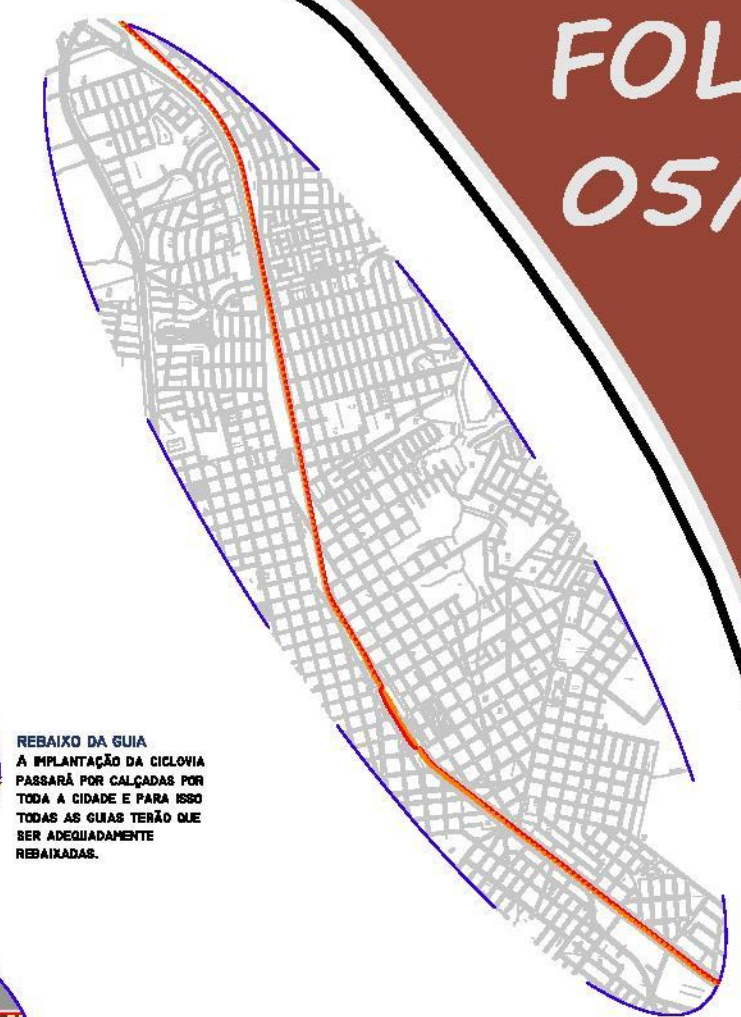 FOL
05/
REBAIXO DA GUIA
A IMPLANTAÇÃO DA CICLOVIA
PASSARÁ POR CALÇADAS POR
TODA A CIDADE E PARA ISSO
TODAS AS GUIAS TERÃO QUE
SER ADEQUADAMENTE
REBAIXADAS.